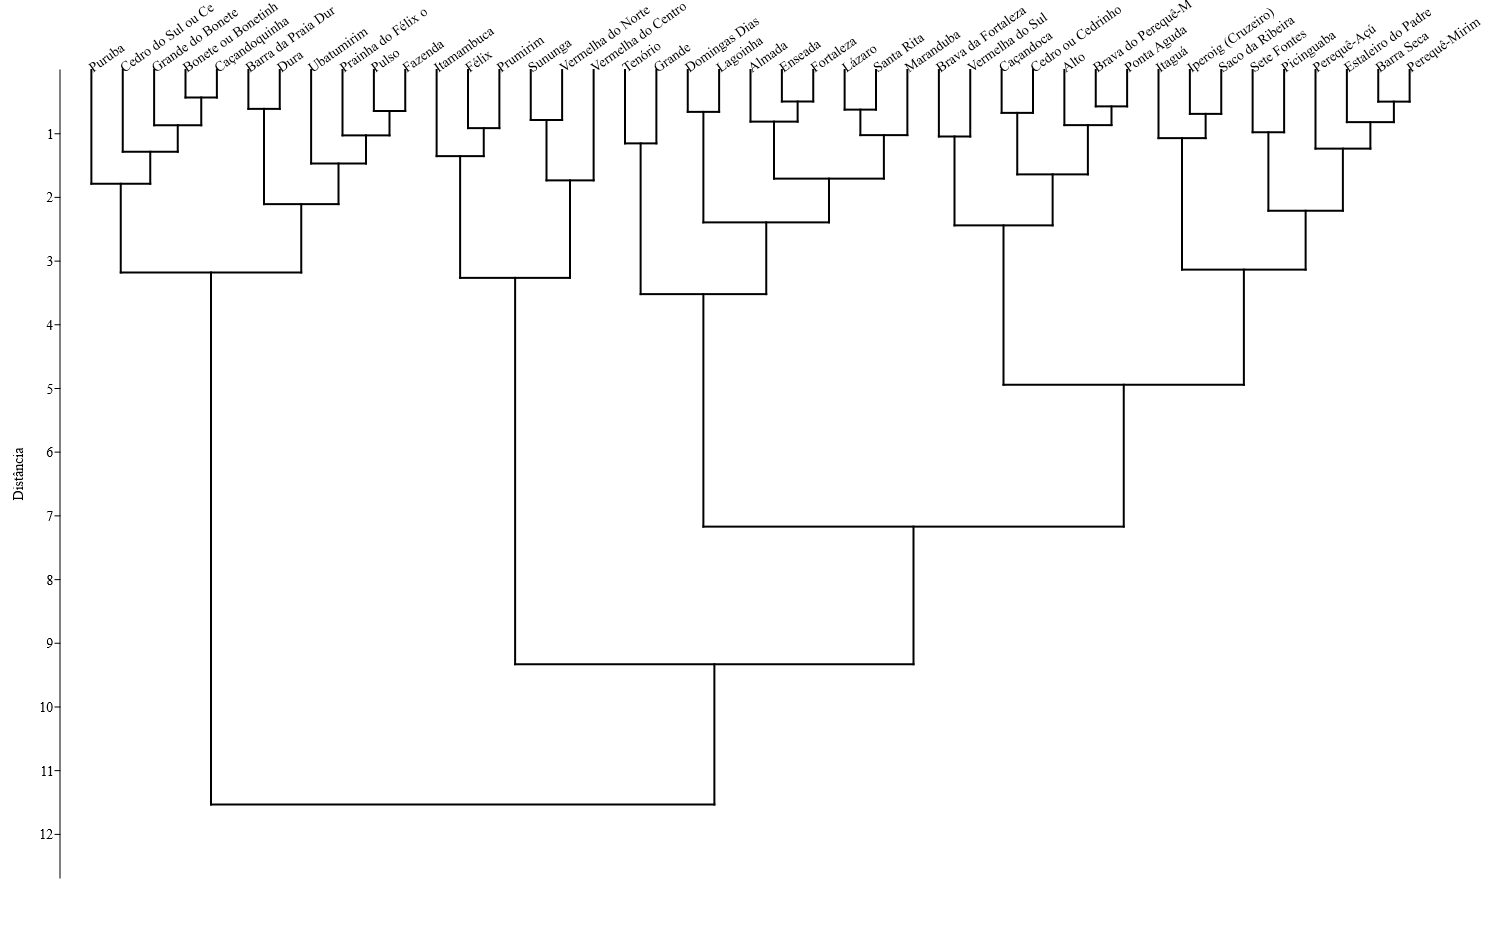 Puruba
Cedro do Sul ou Ce
Grande do Bonete
Bonete ou Bonetinh
Caçandoquinha
Barra da Praia Dur
Dura
Ubatumirim
Prainha do Félix o
Pulso
Fazenda
Itamambuca
Félix
Prumirim
Sununga
Vermelha do Norte
Vermelha do Centro
Tenório
Grande
Domingas Dias
Lagoinha
Almada
Enseada
Fortaleza
Lázaro
Santa Rita
Maranduba
Brava da Fortaleza
Vermelha do Sul
Caçandoca
Cedro ou Cedrinho
Alto
Brava do Perequê-M
Ponta Aguda
Itaguá
Iperoig (Cruzeiro)
Saco da Ribeira
Sete Fontes
Picinguaba
Perequê-Açú
Estaleiro do Padre
Barra Seca
Perequê-Mirim
1
2
3
4
5
6
7
8
9
10
11
12
Distância